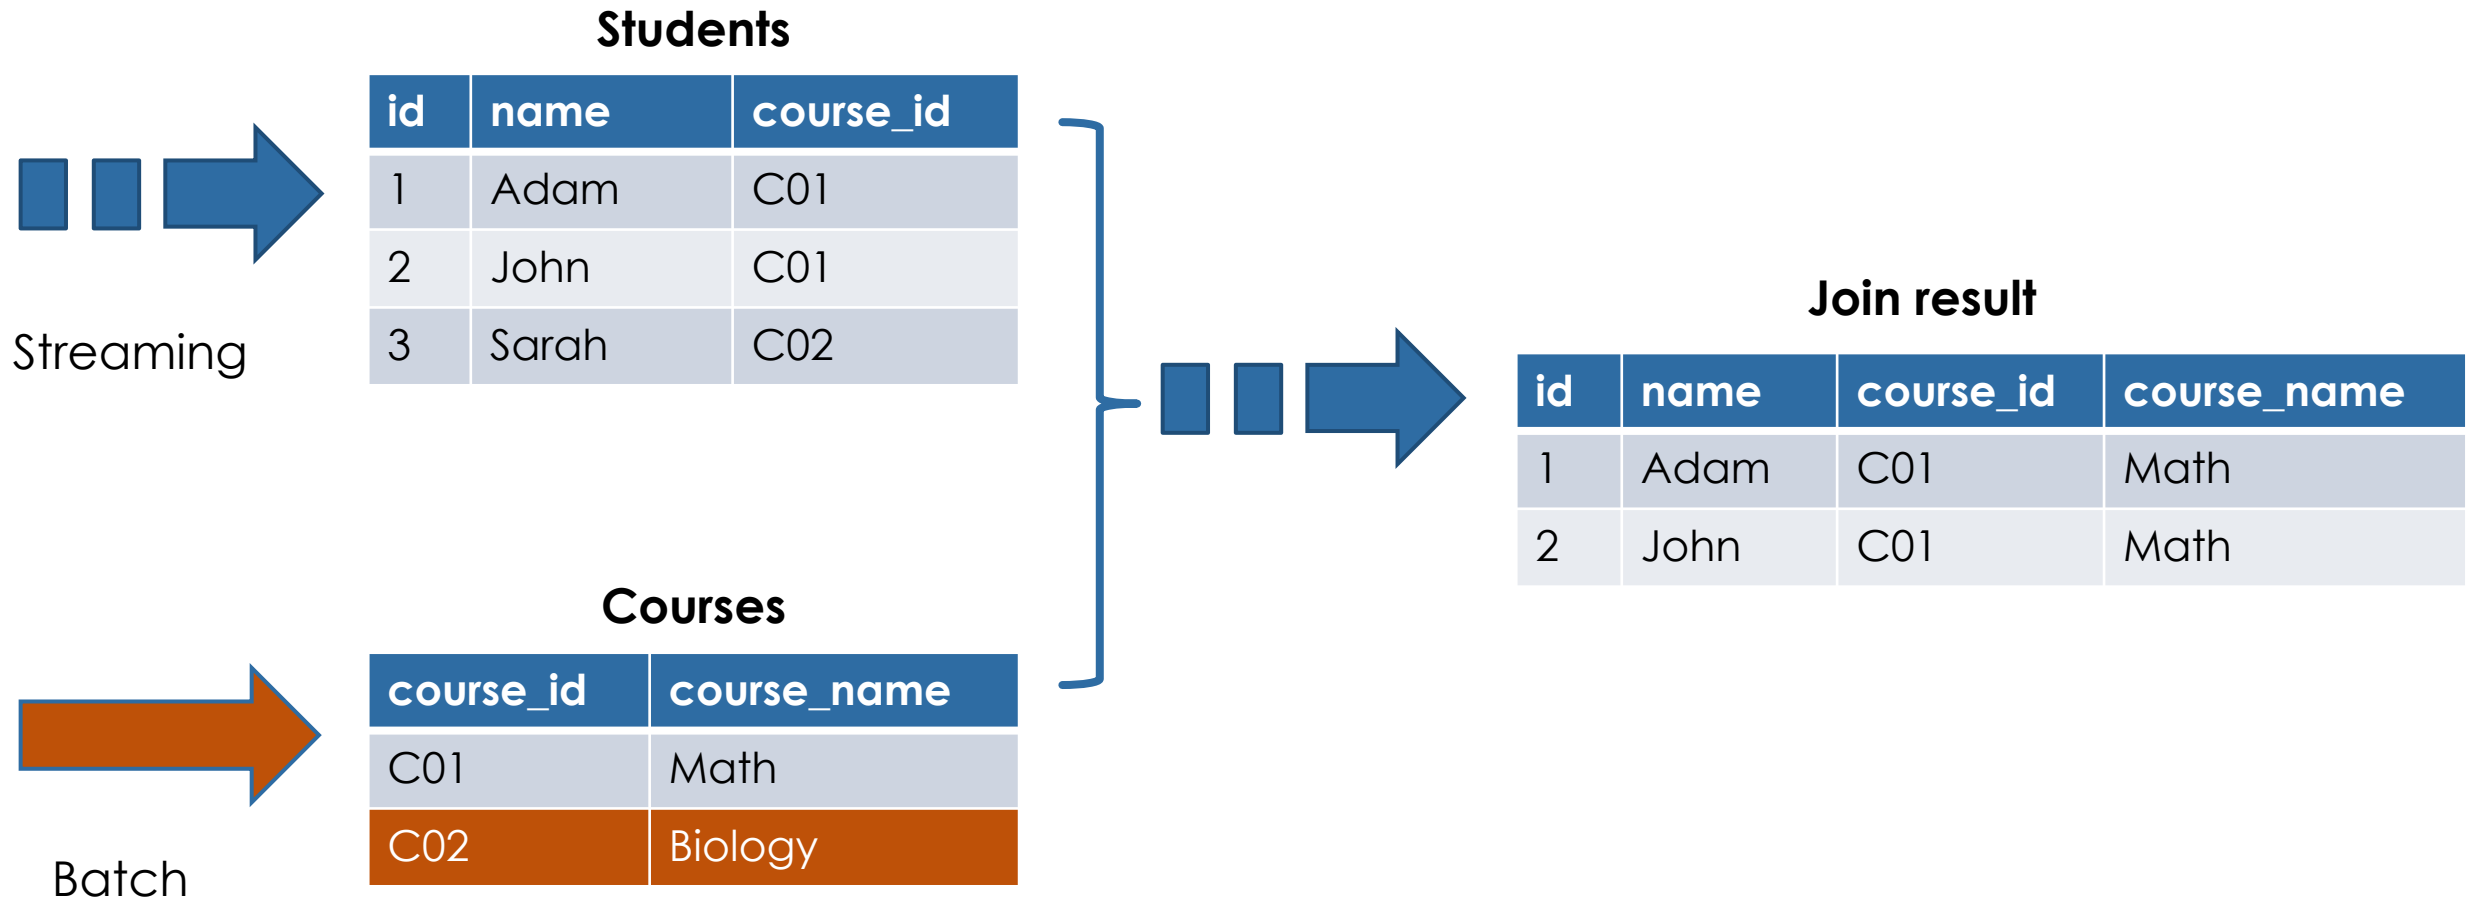 Students
id name course_id
1 Adam C01
2 John C01
3 Sarah C02
Streaming
Courses
course_id course_name
C01 Math
C02 Biology
Batch
Join result
id name course_id course_name
1 Adam C01 Math
2 John C01 Math